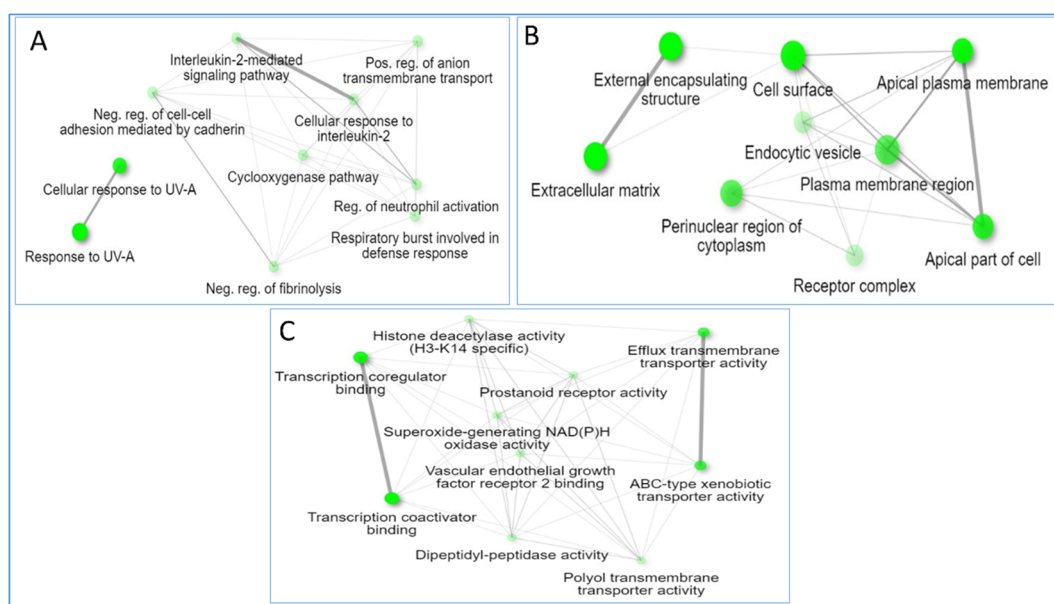 A
Interleukin-2-mediated
signaling pathway
Pos. reg. of anion
transmembrane transport
Neg. reg. of cell-cell
adhesion mediated by cadherin
Cellular response to
interleukin-2
Cyclooxygenase pathway
Cellular response to UV-A
Reg. of neutrophil activation
Respiratory burst involved in
defense response
Response to UV-A
Neg. reg. of fibrinolysis
B
External encapsulating
structure
Cell surface
Apical plasma membrane
Endocytic vesicle
Extracellular matrix
Plasma membrane region
Perinuclear region of
cytoplasm
Apical part of cell
Receptor complex
C
Histone deacetylase activity
(H3-K14 specific)
Efflux transmembrane
transporter activity
Transcription coregulator
binding
Prostanoid receptor activity
Superoxide-generating NAD(P)H
oxidase activity
Vascular endothelial growth
factor receptor 2 binding
ABC-type xenobiotic
transporter activity
Transcription coactivator
binding
Dipeptidyl-peptidase activity
Polyol transmembrane
transporter activity